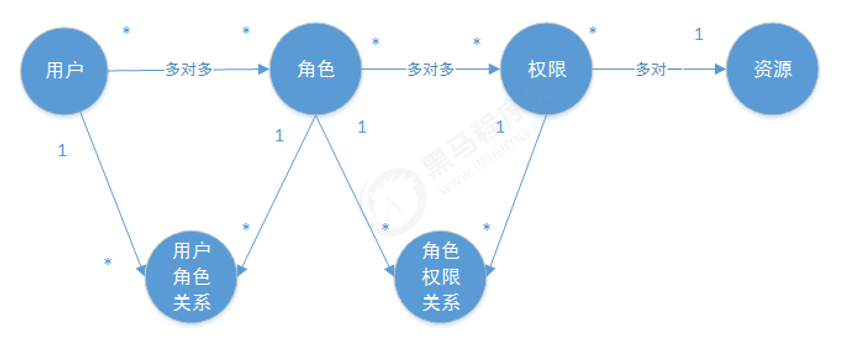 * * * * * 1
用户 多对多 角色 多对多 权限 多对一 资源
1 1 1 1
* * * *
用户
角色
关系
角色
权限
关系
黑马程序
www.itheima.com